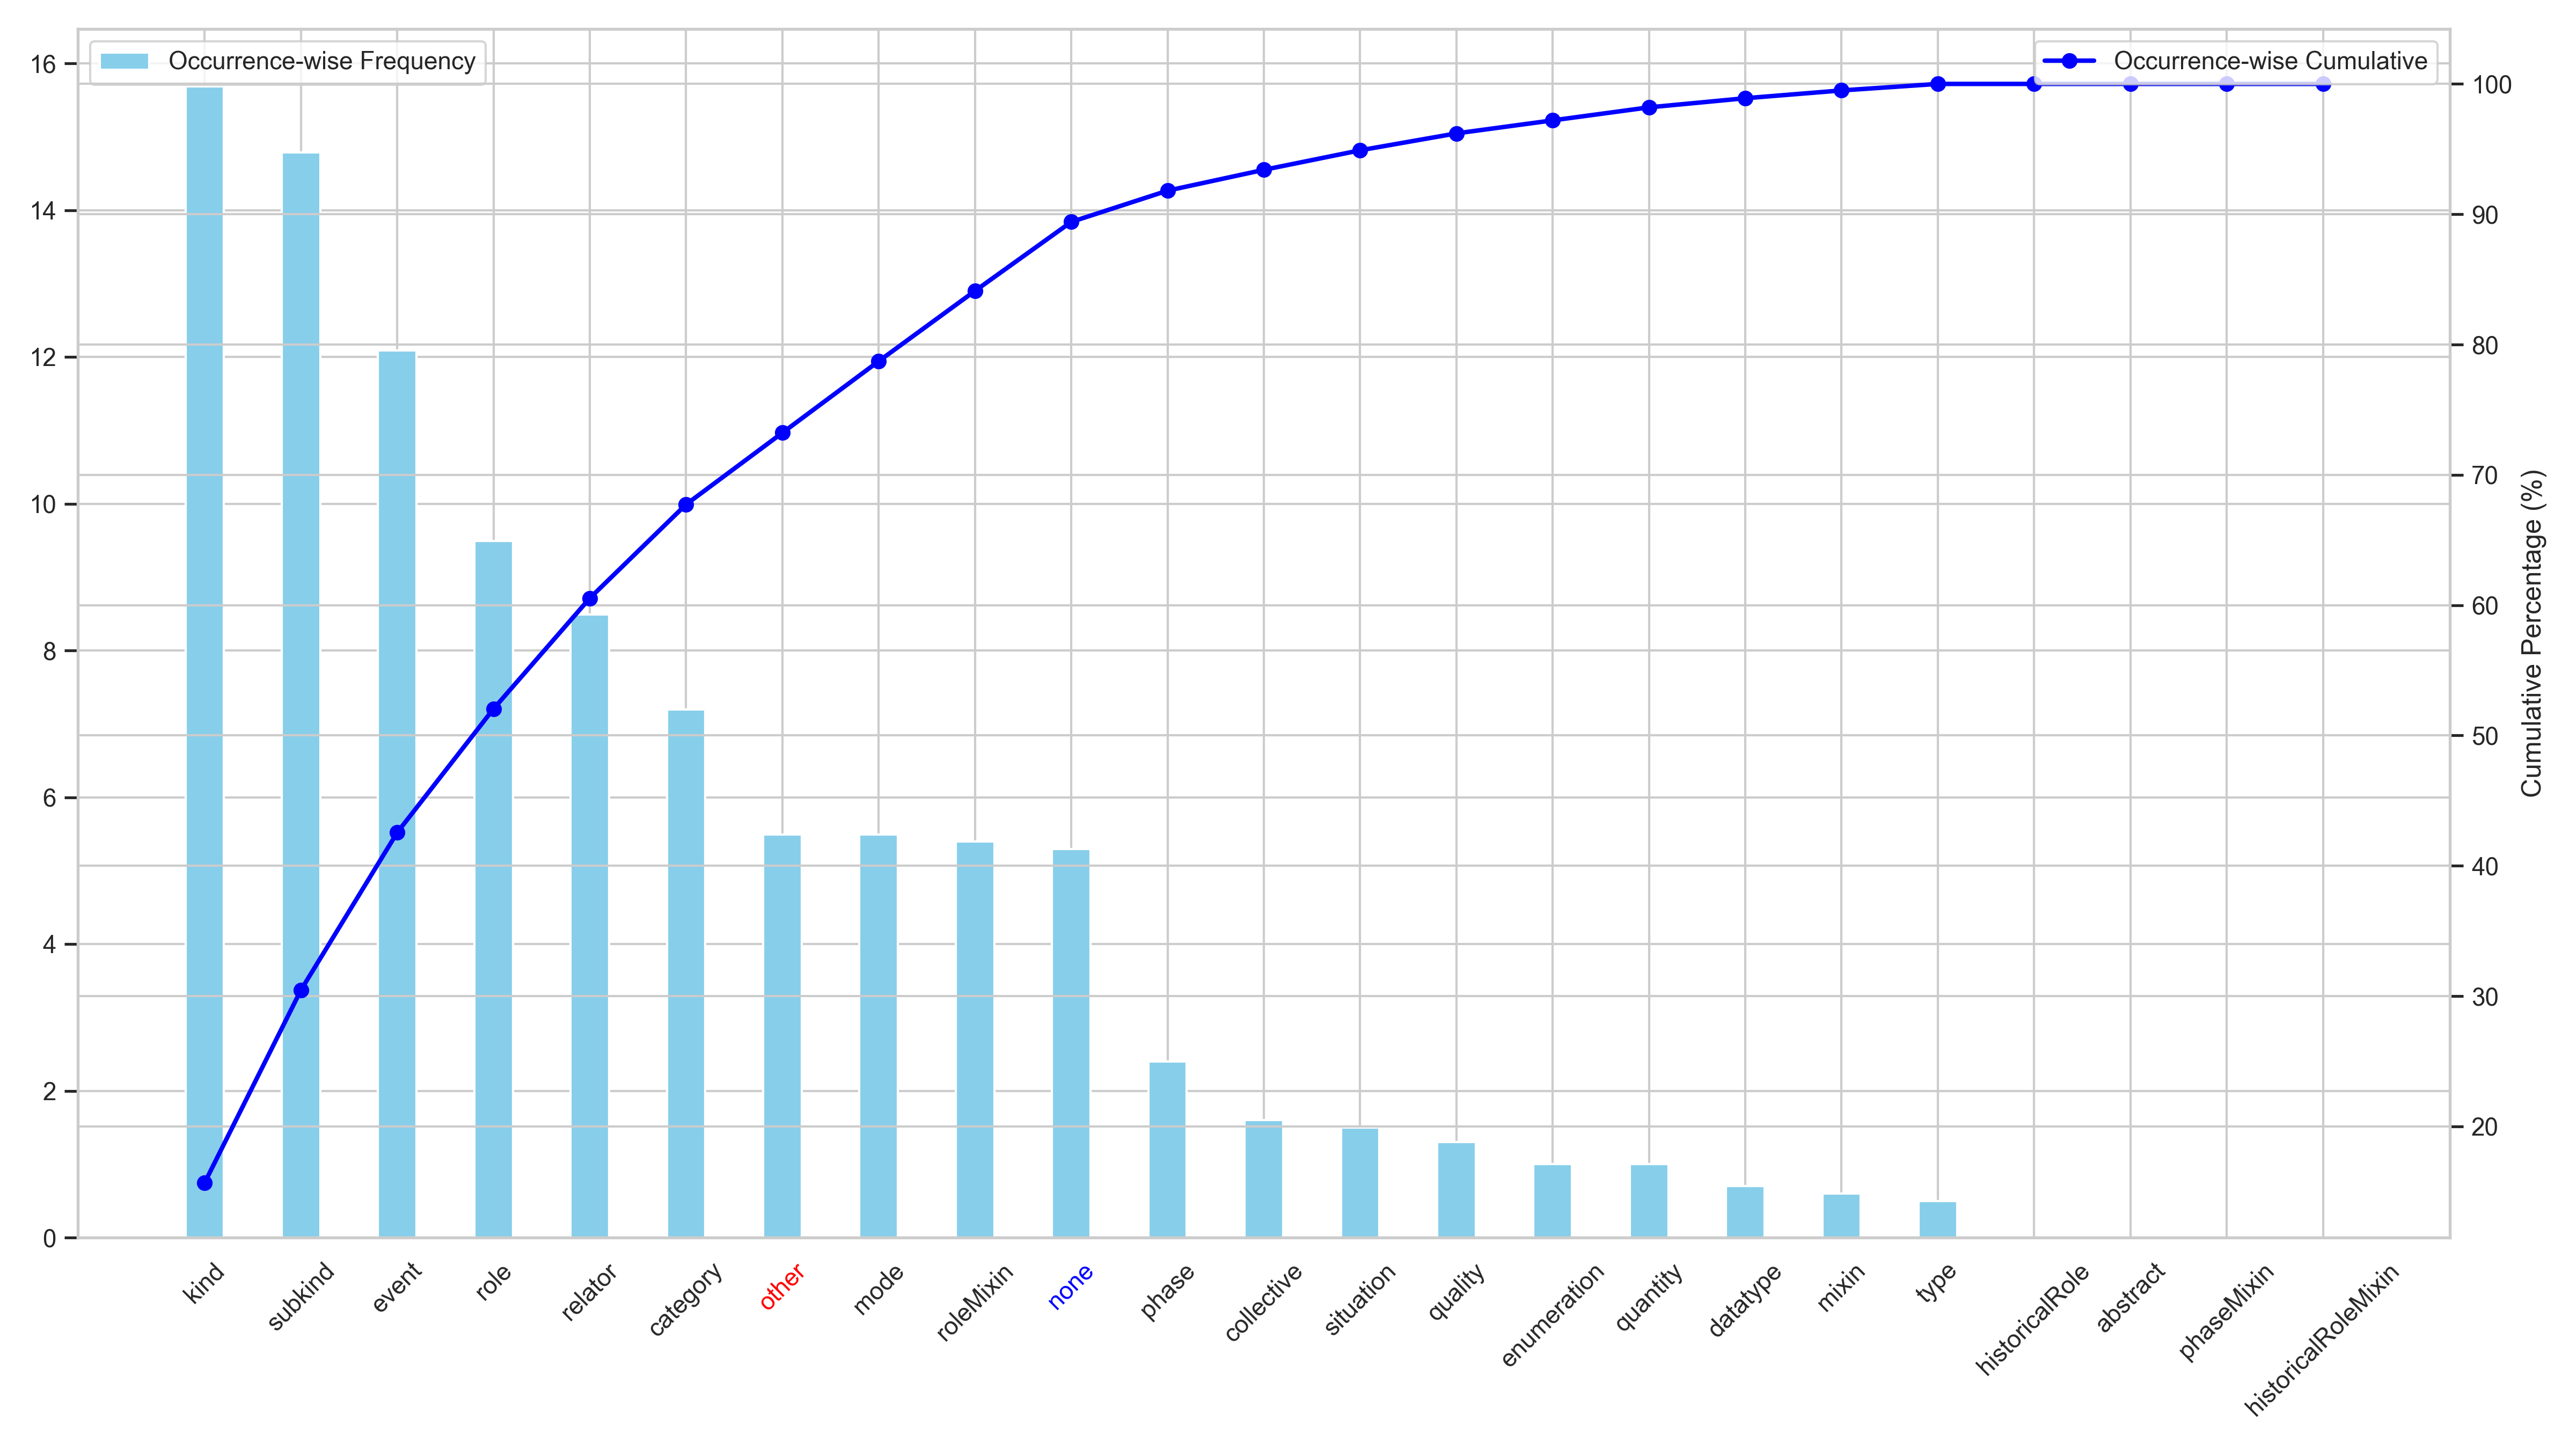 Occurrence-wise Frequency
Occurrence-wise Cumulative
16
14
12
10
8
6
4
2
0
100
90
80
70
60
50
40
30
20
Cumulative Percentage (%)
kind
subkind
event
role
relator
category
other
mode
roleMixin
none
phase
collective
situation
quality
enumeration
quantity
datatype
mixin
type
historicalRole
abstract
phaseMixin
historicalRoleMixin